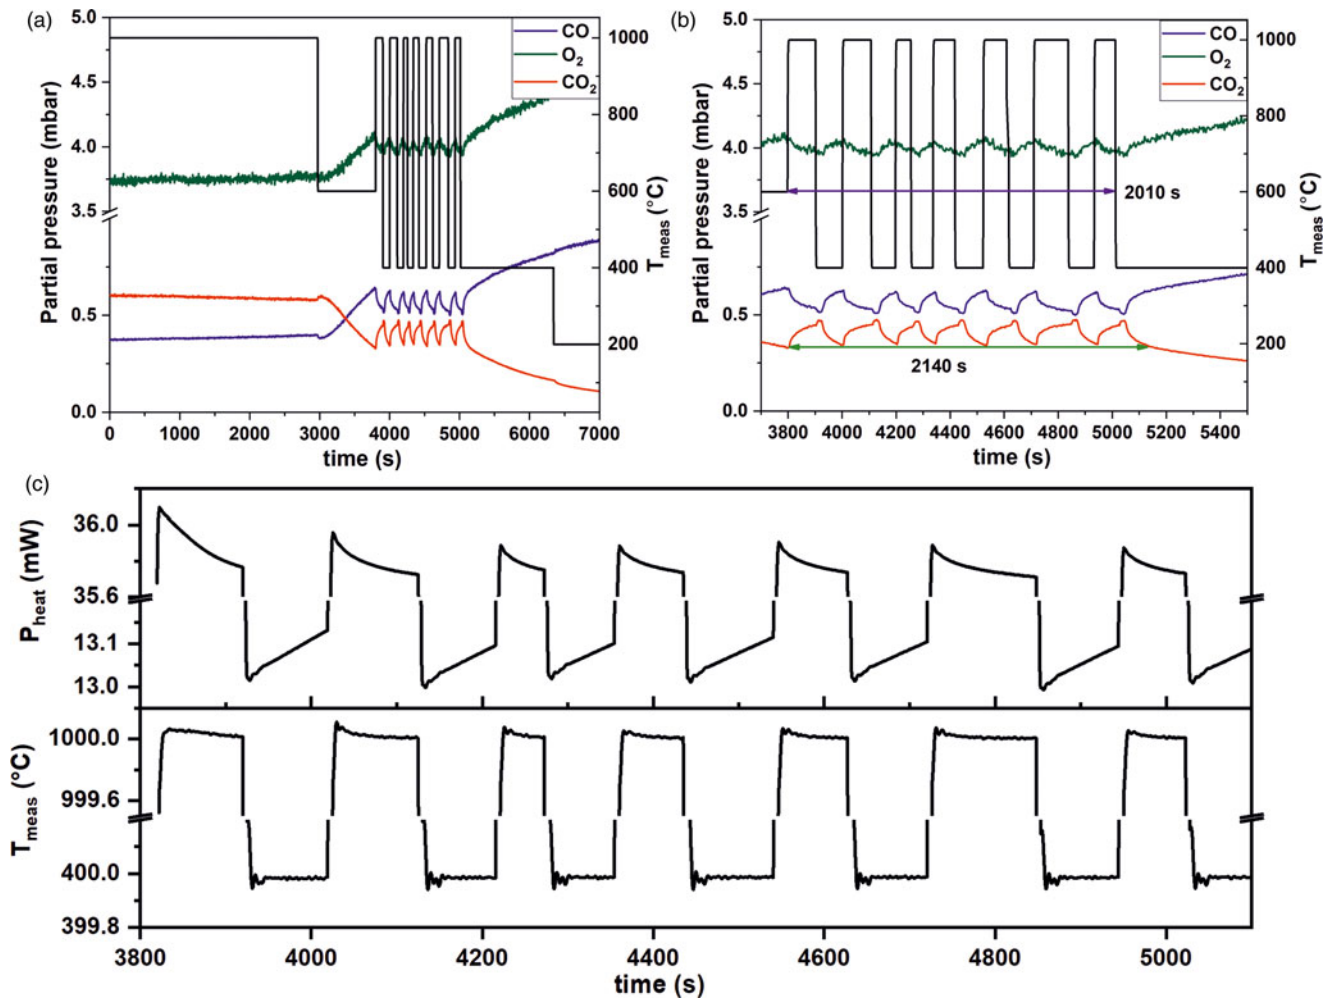 (a)
5.0
4.5
4.0
3.5
0.5
0.0
Partial pressure (mbar)
CO
O2
CO2
1000
800
600
400
200
Tmeas (°C)
0 1000 2000 3000 4000 5000 6000 7000
time (s)
(b)
5.0
4.5
4.0
3.5
0.5
0.0
Partial pressure (mbar)
CO
O2
CO2
2010 s
2140 s
1000
800
600
400
200
Tmeas (°C)
3800 4000 4200 4400 4600 4800 5000 5200 5400
time (s)
(c)
36.0
35.6
13.1
13.0
Pheat (mW)
1000.0
999.6
400.0
399.8
Tmeas (°C)
3800 4000 4200 4400 4600 4800 5000
time (s)